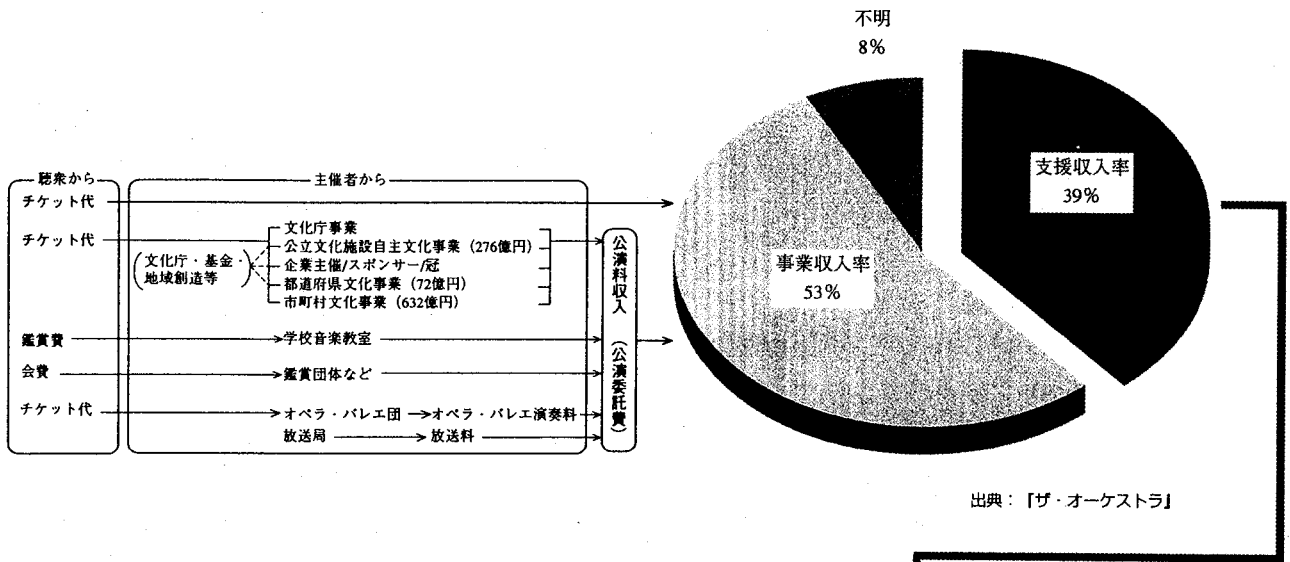 不明
8%
支援収入率
39%
事業収入率
53%
聴衆から
主催者から
チケット代
チケット代
文化庁事業
公立文化施設自主文化事業(276億円)
(文化庁・基金・
地域創造等)
企業主催/スポンサー/冠
都道府県文化事業(72億円)
市町村文化事業(632億円)
鑑賞費
学校音楽教室
会費
鑑賞団体など
チケット代
オペラ・バレエ団
オペラ・バレエ演奏料
放送局
放送料
公演料収入(公演委託費)
出典:『ザ・オーケストラ』